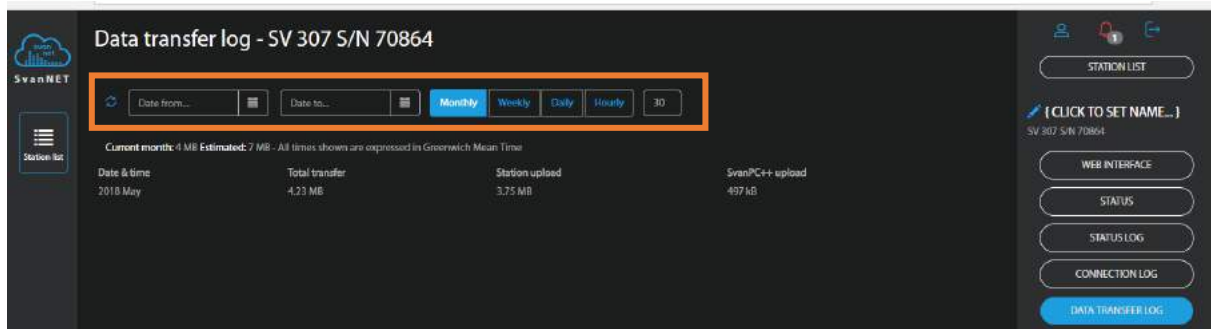 svan
net
SvanNET
Station list
Data transfer log - SV 307 S/N 70864
Date from...
Date to...
Monthly
Weekly
Daily
Hourly
30
Current month: 4 MB Estimated: 7 MB - All times shown are expressed in Greenwich Mean Time
Date & time Total transfer Station upload SvanPC++ upload
2018 May 4,23 MB 3,75 MB 497 kB
1
STATION LIST
{ CLICK TO SET NAME... }
SV 307 S/N 70864
WEB INTERFACE
STATUS
STATUS LOG
CONNECTION LOG
DATA TRANSFER LOG